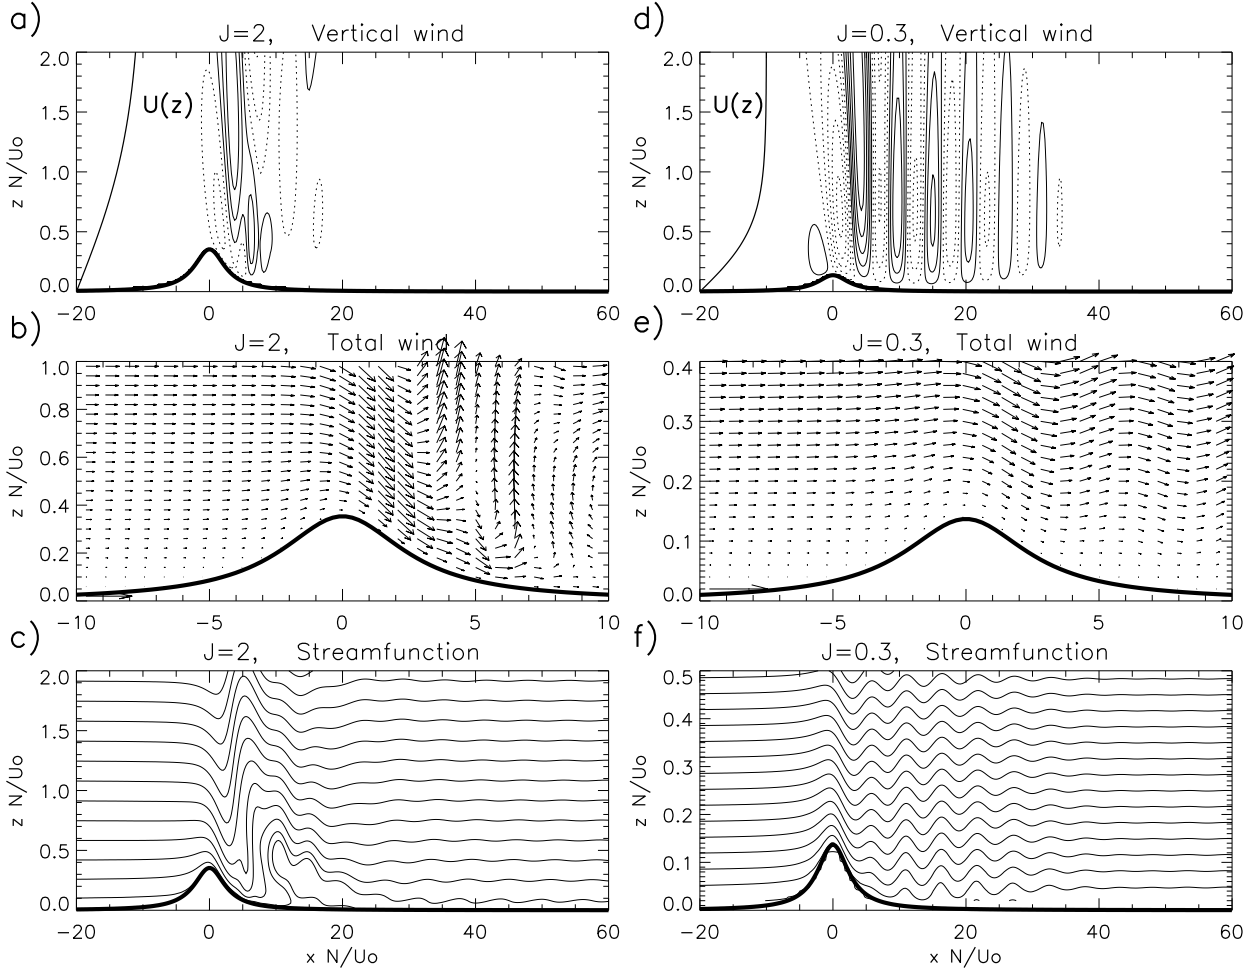 a)
J=2, Vertical wind
z N/Uo
2.0
1.5
1.0
0.5
0.0
U(z)
-20 0 20 40 60
d)
J=0.3, Vertical wind
z N/Uo
2.0
1.5
1.0
0.5
0.0
U(z)
-20 0 20 40 60
b)
J=2, Total wind
z N/Uo
1.0
0.8
0.6
0.4
0.2
0.0
-10 -5 0 5 10
e)
J=0.3, Total wind
z N/Uo
0.4
0.3
0.2
0.1
0.0
-10 -5 0 5 10
c)
J=2, Streamfunction
z N/Uo
2.0
1.5
1.0
0.5
0.0
-20 0 20 40 60
x N/Uo
f)
J=0.3, Streamfunction
z N/Uo
0.5
0.4
0.3
0.2
0.1
0.0
-20 0 20 40 60
x N/Uo